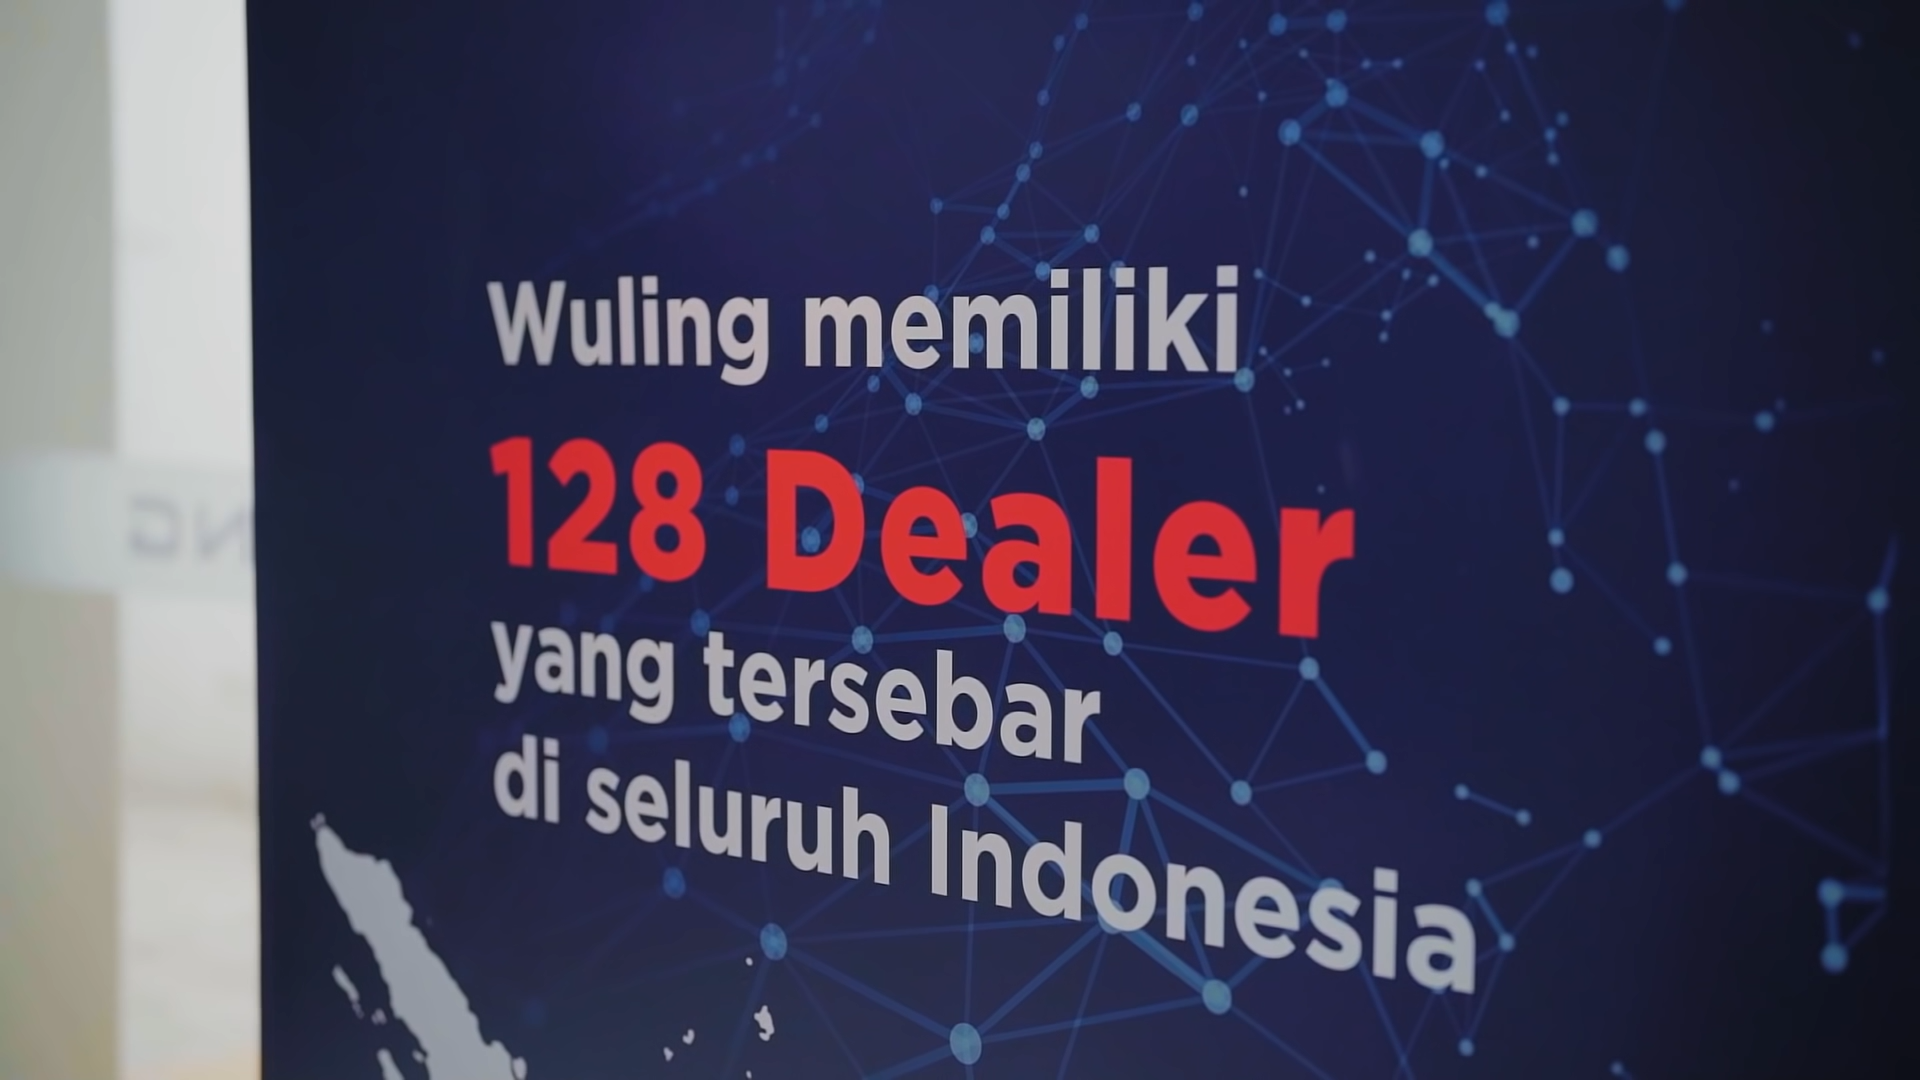 Wuling memiliki
128 Dealer
yang tersebar
di seluruh Indonesia